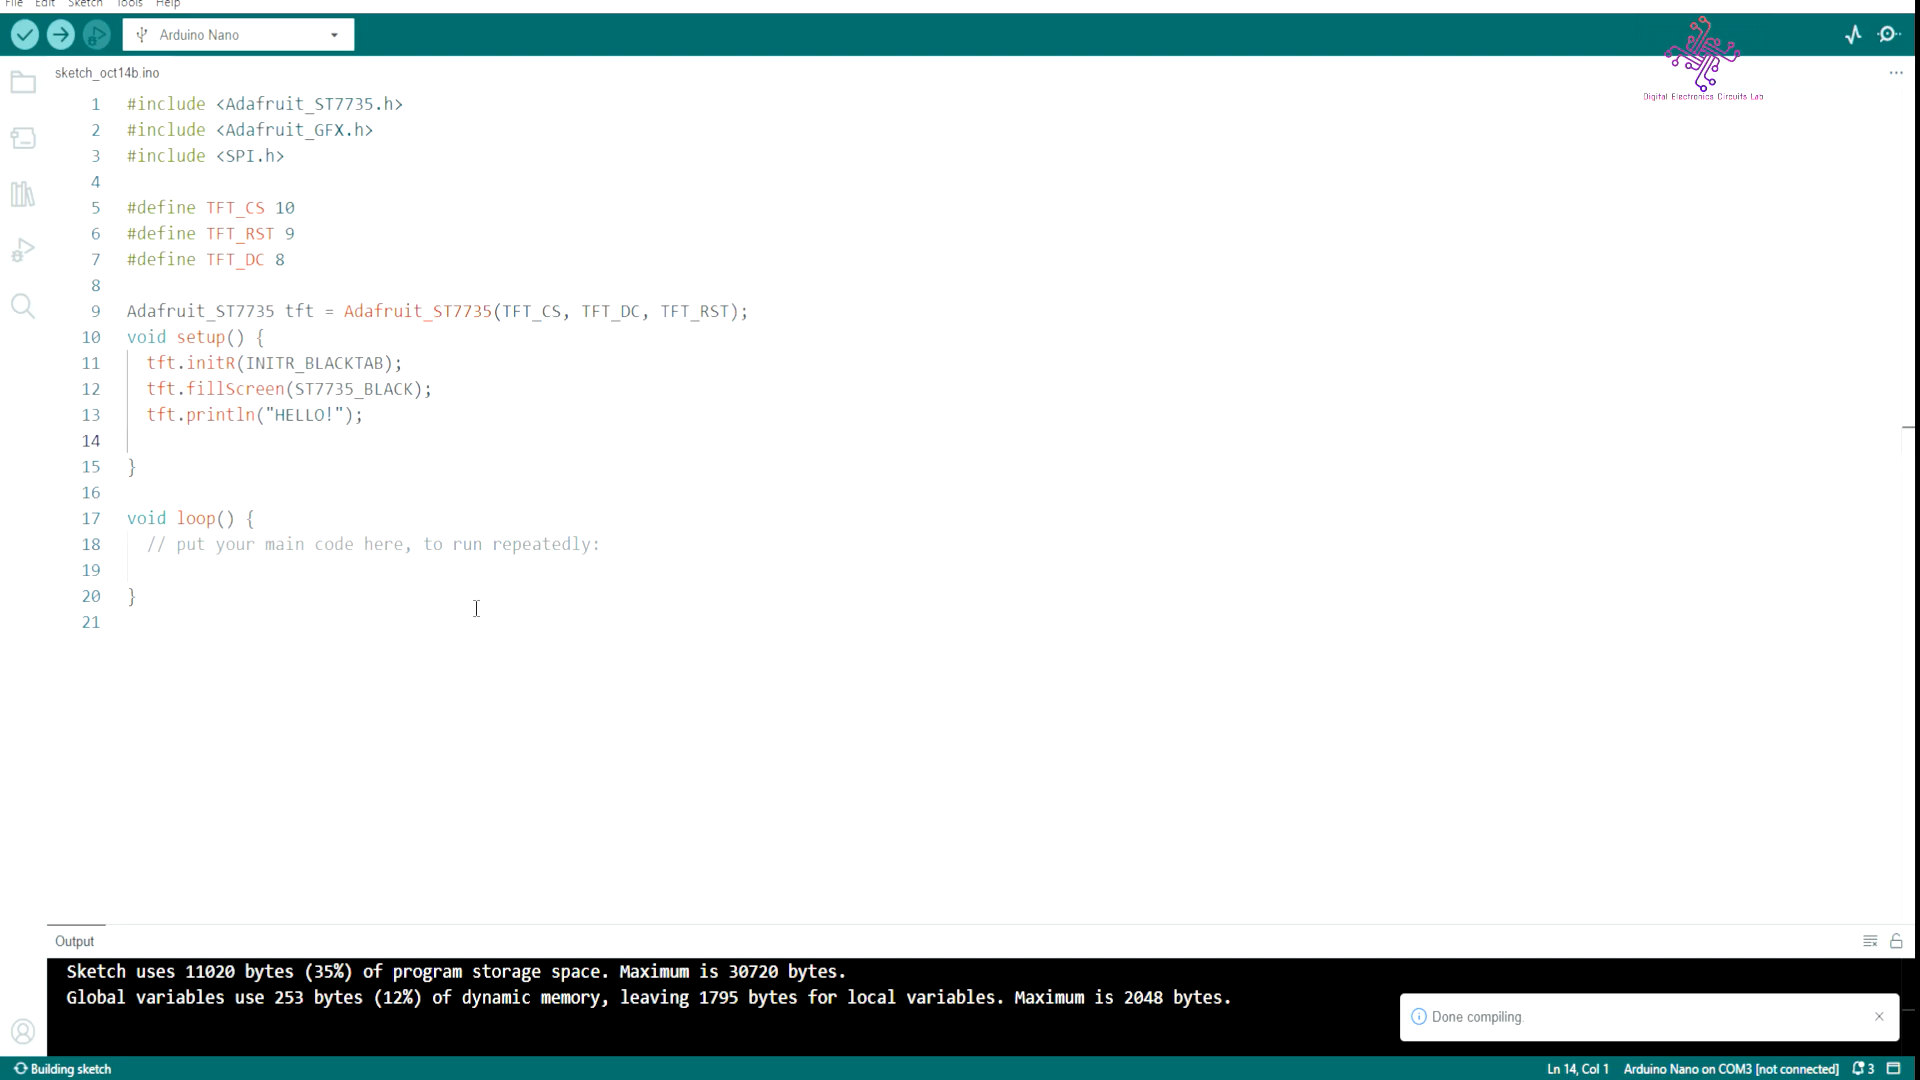 File Edit Sketch Tools Help
Arduino Nano
Digital Electronics Circuits Lab
sketch_oct14b.ino
...
1 #include <Adafruit_ST7735.h>
2 #include <Adafruit_GFX.h>
3 #include <SPI.h>
4
5 #define TFT_CS 10
6 #define TFT_RST 9
7 #define TFT_DC 8
8
9 Adafruit_ST7735 tft = Adafruit_ST7735(TFT_CS, TFT_DC, TFT_RST);
10 void setup() {
11 tft.initR(INITR_BLACKTAB);
12 tft.fillScreen(ST7735_BLACK);
13 tft.println("HELLO!");
14
15 }
16
17 void loop() {
18 // put your main code here, to run repeatedly:
19
20 }
21
Output
Sketch uses 11020 bytes (35%) of program storage space. Maximum is 30720 bytes.
Global variables use 253 bytes (12%) of dynamic memory, leaving 1795 bytes for local variables. Maximum is 2048 bytes.
Done compiling.
Building sketch
Ln 14, Col 1 Arduino Nano on COM3 [not connected] 3